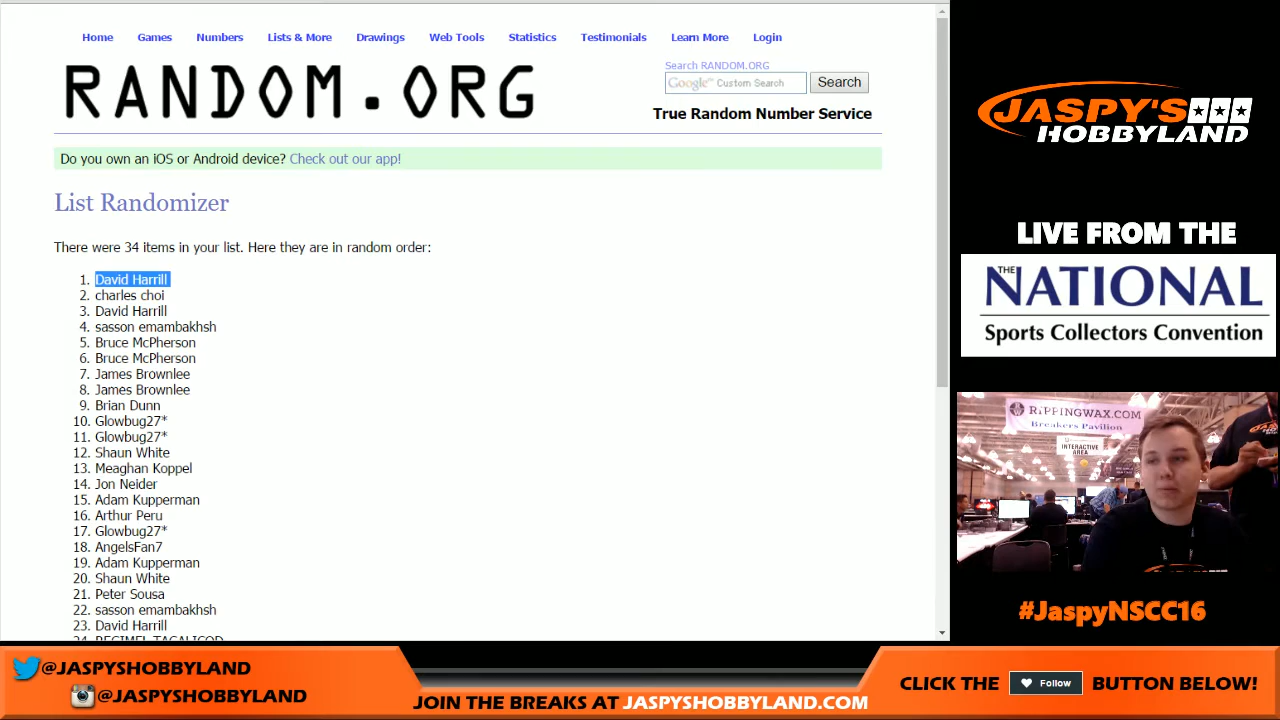 Home Games Numbers Lists & More Drawings Web Tools Statistics Testimonials Learn More Login
RANDOM.ORG
Search RANDOM.ORG
Google™ Custom Search Search
True Random Number Service
Do you own an iOS or Android device? Check out our app!
List Randomizer
There were 34 items in your list. Here they are in random order:
1. David Harrill
2. charles choi
3. David Harrill
4. sasson emambakhsh
5. Bruce McPherson
6. Bruce McPherson
7. James Brownlee
8. James Brownlee
9. Brian Dunn
10. Glowbug27*
11. Glowbug27*
12. Shaun White
13. Meaghan Koppel
14. Jon Neider
15. Adam Kupperman
16. Arthur Peru
17. Glowbug27*
18. AngelsFan7
19. Adam Kupperman
20. Shaun White
21. Peter Sousa
22. sasson emambakhsh
23. David Harrill
JASPY'S
HOBBYLAND
LIVE FROM THE
THE NATIONAL
Sports Collectors Convention
RIPPINGWAX.COM
Breakers Pavilion
INTERACTIVE
AREA
#JaspyNSCC16
@JASPYSHOBBYLAND
@JASPYSHOBBYLAND
JOIN THE BREAKS AT JASPYSHOBBYLAND.COM
CLICK THE Follow BUTTON BELOW!